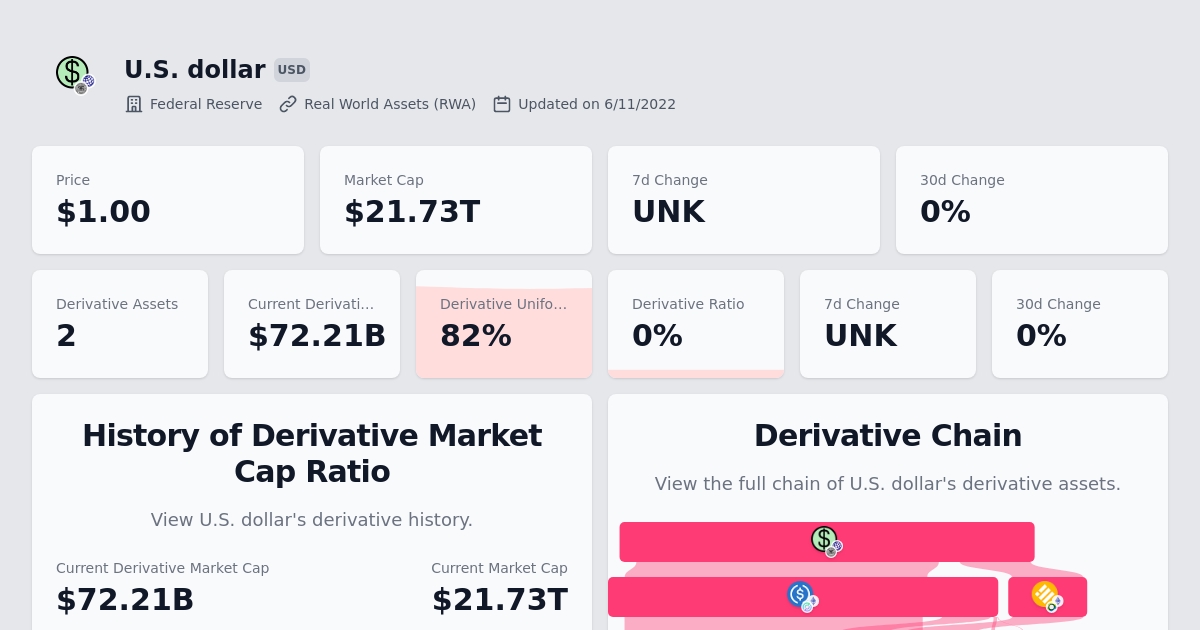 U.S. dollar USD
Federal Reserve Real World Assets (RWA) Updated on 6/11/2022
Price
$1.00
Market Cap
$21.73T
7d Change
UNK
30d Change
0%
Derivative Assets
2
Current Derivati...
$72.21B
Derivative Unifo...
82%
Derivative Ratio
0%
7d Change
UNK
30d Change
0%
History of Derivative Market
Cap Ratio
View U.S. dollar's derivative history.
Current Derivative Market Cap
$72.21B
Current Market Cap
$21.73T
Derivative Chain
View the full chain of U.S. dollar's derivative assets.